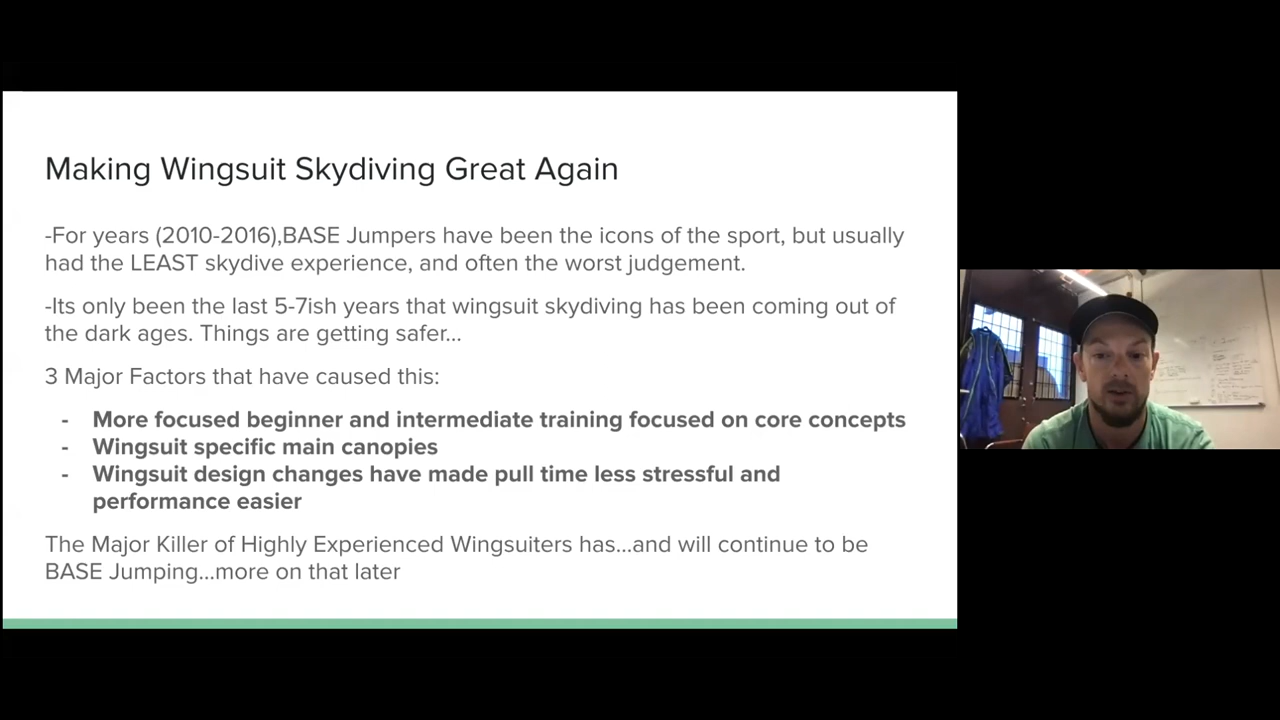 Making Wingsuit Skydiving Great Again
-For years (2010-2016),BASE Jumpers have been the icons of the sport, but usually
had the LEAST skydive experience, and often the worst judgement.
-Its only been the last 5-7ish years that wingsuit skydiving has been coming out of
the dark ages. Things are getting safer...
3 Major Factors that have caused this:
- More focused beginner and intermediate training focused on core concepts
- Wingsuit specific main canopies
- Wingsuit design changes have made pull time less stressful and
performance easier
The Major Killer of Highly Experienced Wingsuiters has...and will continue to be
BASE Jumping...more on that later